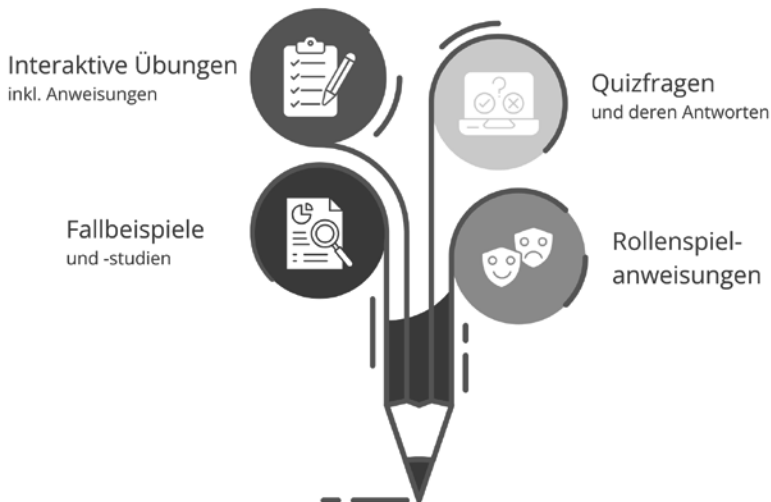 Interaktive Übungen
inkl. Anweisungen
Fallbeispiele
und -studien
Quizfragen
und deren Antworten
Rollenspiel-
anweisungen